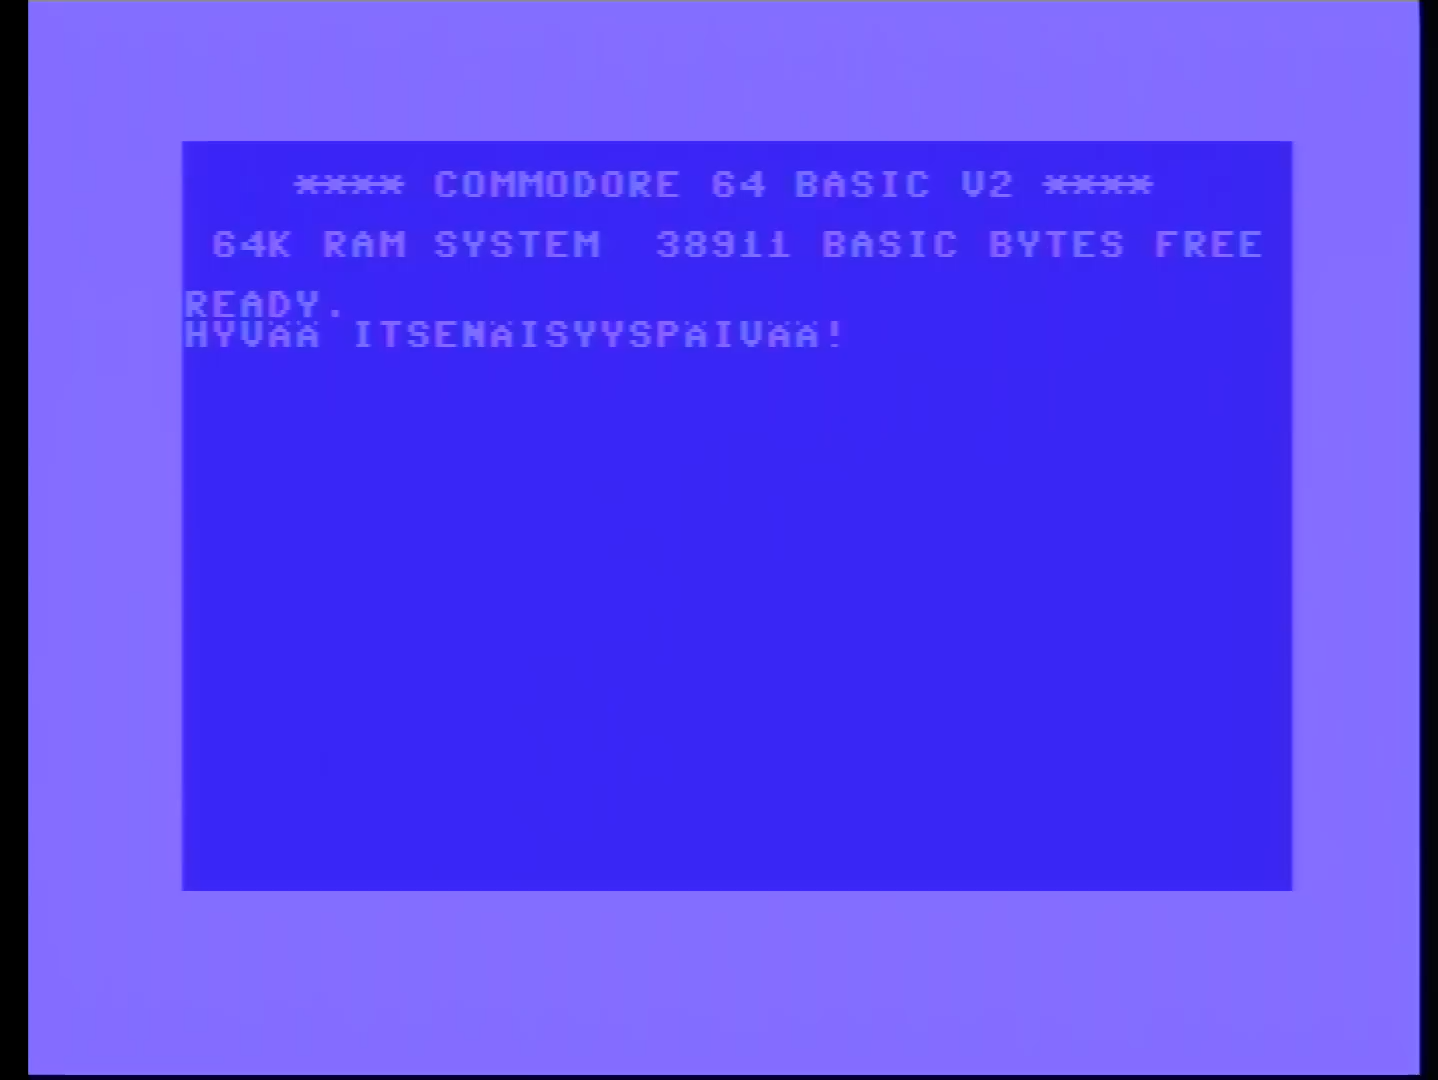 **** COMMODORE 64 BASIC V2 ****
64K RAM SYSTEM  38911 BASIC BYTES FREE
READY.
HYVÄÄ ITSENÄISYYSPÄIVÄÄ!